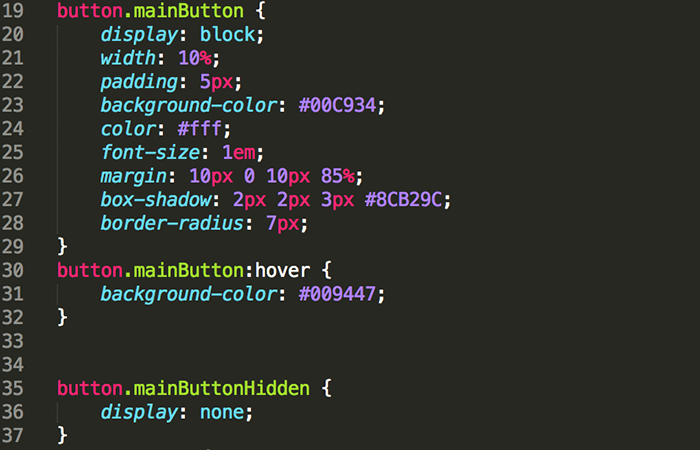 19 button.mainButton {
20     display: block;
21     width: 10%;
22     padding: 5px;
23     background-color: #00C934;
24     color: #fff;
25     font-size: 1em;
26     margin: 10px 0 10px 85%;
27     box-shadow: 2px 2px 3px #8CB29C;
28     border-radius: 7px;
29 }
30 button.mainButton:hover {
31     background-color: #009447;
32 }
33
34
35 button.mainButtonHidden {
36     display: none;
37 }